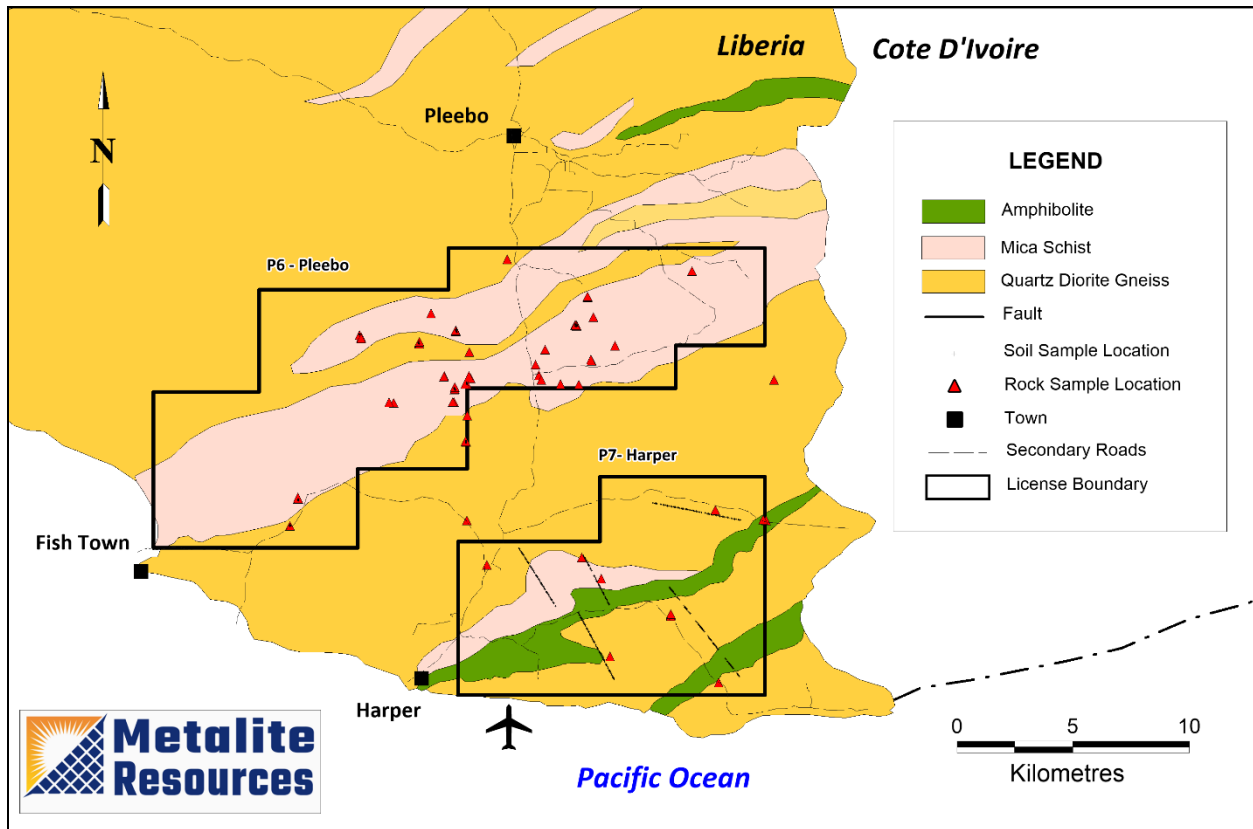 Liberia
Cote D'Ivoire
Pleebo
N
P6 - Pleebo
LEGEND
Amphibolite
Mica Schist
Quartz Diorite Gneiss
Fault
Soil Sample Location
Rock Sample Location
Town
Secondary Roads
License Boundary
P7- Harper
Fish Town
Harper
Metalite
Resources
Pacific Ocean
0 5 10
Kilometres